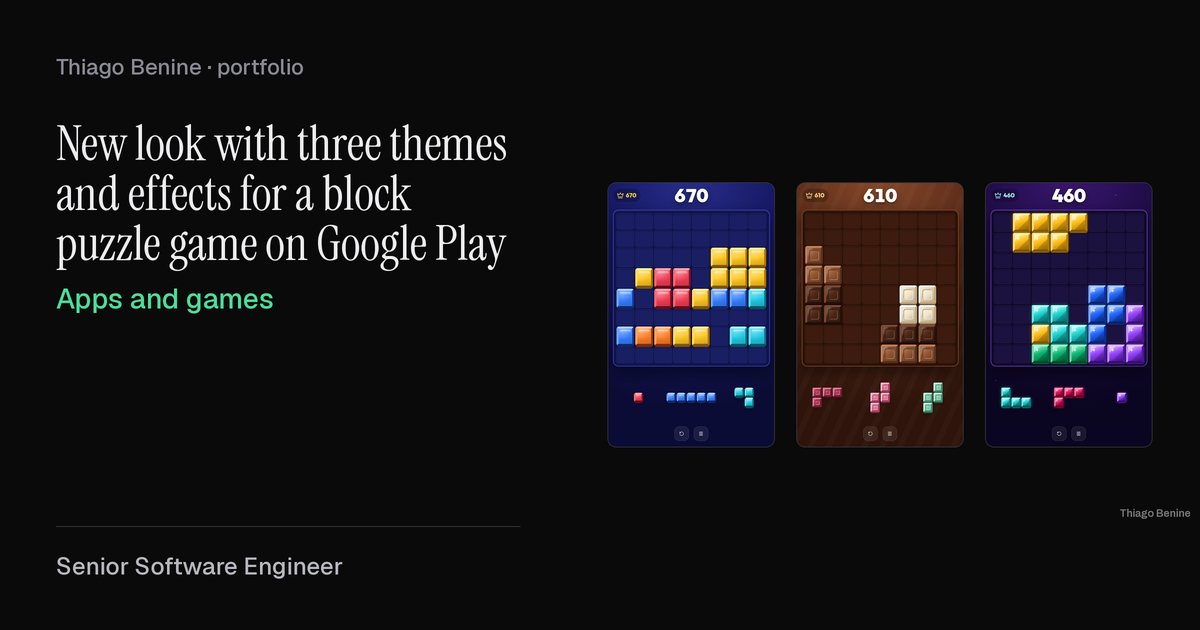 Thiago Benine · portfolio
New look with three themes
and effects for a block
puzzle game on Google Play
Apps and games
670
670
610
610
460
460
Thiago Benine
Senior Software Engineer